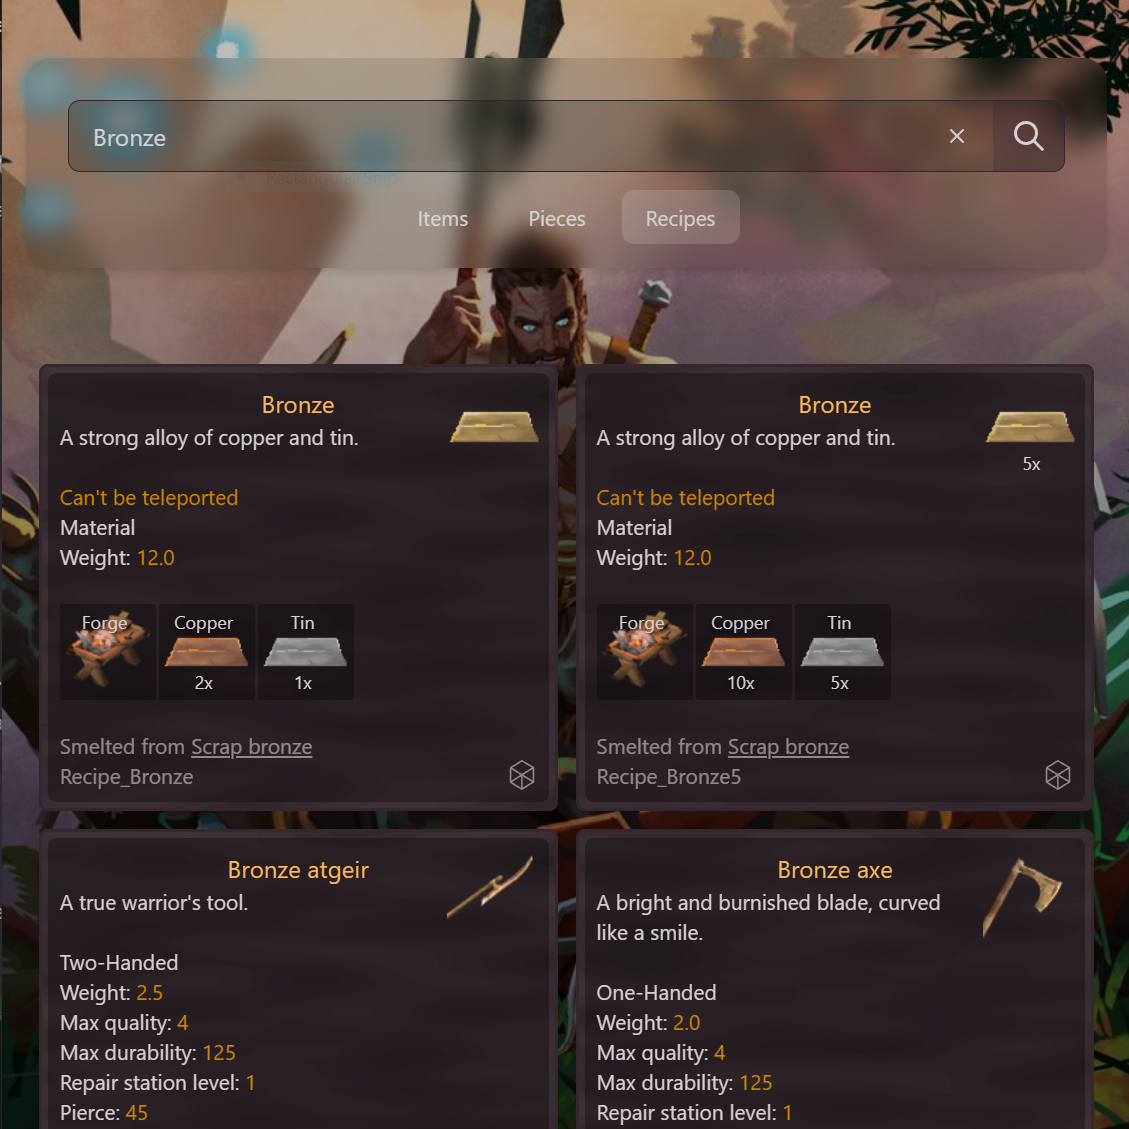 Bronze
Rectangular Snip
Items Pieces Recipes
Bronze
A strong alloy of copper and tin.
Can't be teleported
Material
Weight: 12.0
Forge Copper Tin
2x 1x
Smelted from Scrap bronze
Recipe_Bronze
Bronze
A strong alloy of copper and tin.
5x
Can't be teleported
Material
Weight: 12.0
Forge Copper Tin
10x 5x
Smelted from Scrap bronze
Recipe_Bronze5
Bronze atgeir
A true warrior's tool.
Two-Handed
Weight: 2.5
Max quality: 4
Max durability: 125
Repair station level: 1
Pierce: 45
Bronze axe
A bright and burnished blade, curved
like a smile.
One-Handed
Weight: 2.0
Max quality: 4
Max durability: 125
Repair station level: 1